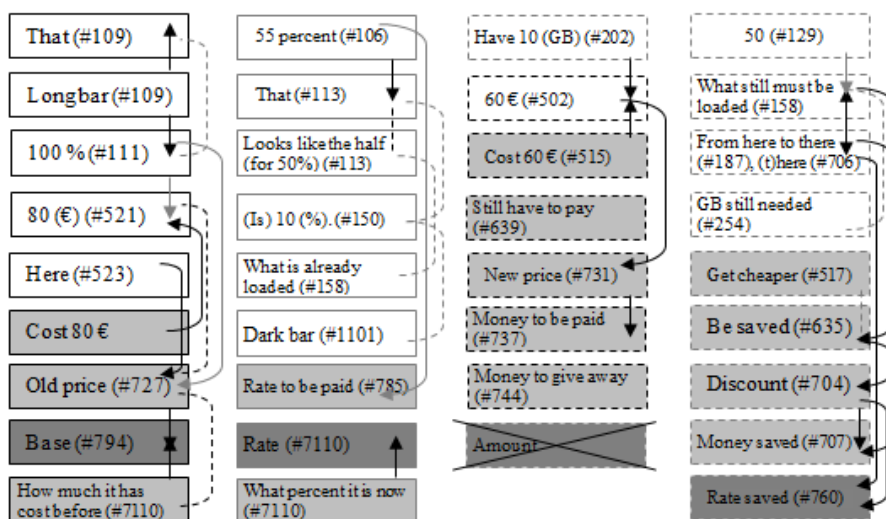 That (#109)
Longbar (#109)
100 % (#111)
80 (€) (#521)
Here (#523)
Cost 80 €
Old price (#727)
Base (#794)
How much it has
cost before (#7110)
55 percent (#106)
That (#113)
Looks like the half
(for 50%) (#113)
(Is) 10 (%). (#150)
What is already
loaded (#158)
Dark bar (#1101)
Rate to be paid (#785)
Rate (#7110)
What percent it is now
(#7110)
Have 10 (GB) (#202)
60 € (#502)
Cost 60 € (#515)
Still have to pay
(#639)
New price (#731)
Money to be paid
(#737)
Money to give away
(#744)
Amount
50 (#129)
What still must be
loaded (#158)
From here to there
(#187), (t)here (#706)
GB still needed
(#254)
Get cheaper (#517)
Be saved (#635)
Discount (#704)
Money saved (#707)
Rate saved (#760)